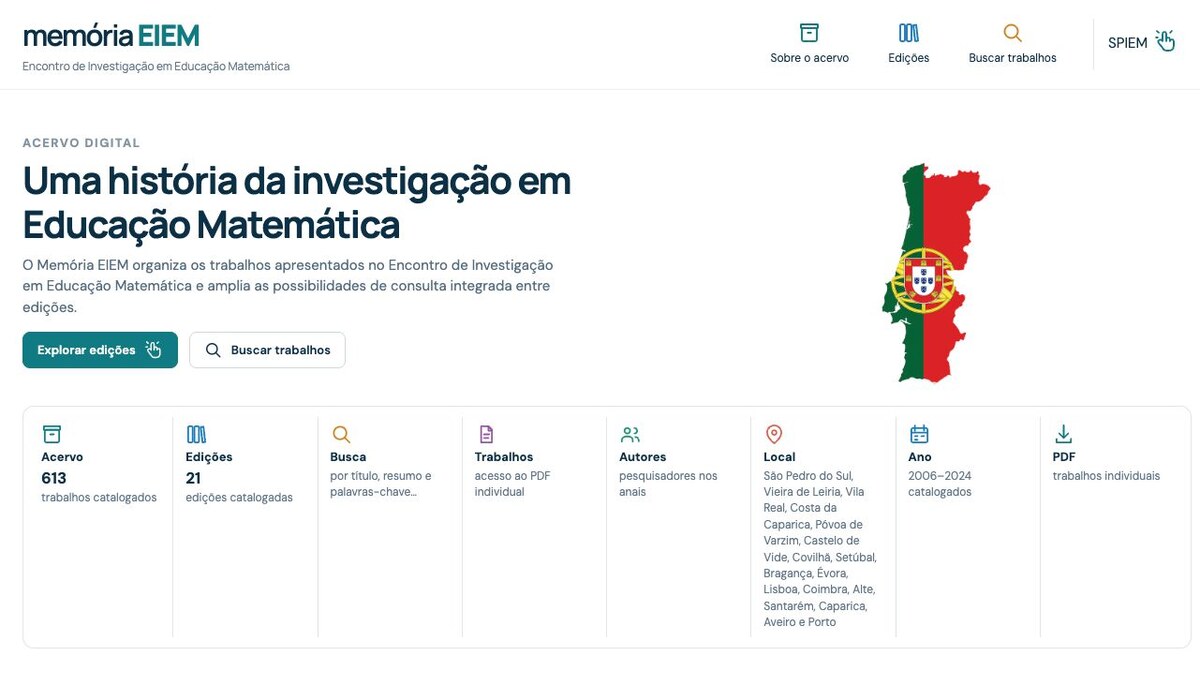 memória EIEM
Encontro de Investigação em Educação Matemática
Sobre o acervo
Edições
Buscar trabalhos
SPIEM
ACERVO DIGITAL
Uma história da investigação em
Educação Matemática
O Memória EIEM organiza os trabalhos apresentados no Encontro de Investigação
em Educação Matemática e amplia as possibilidades de consulta integrada entre
edições.
Explorar edições
Buscar trabalhos
Acervo
613
trabalhos catalogados
Edições
21
edições catalogadas
Busca
por título, resumo e
palavras-chave...
Trabalhos
acesso ao PDF
individual
Autores
pesquisadores nos
anais
Local
São Pedro do Sul,
Vieira de Leiria, Vila
Real, Costa da
Caparica, Póvoa de
Varzim, Castelo de
Vide, Covilhã, Setúbal,
Bragança, Évora,
Lisboa, Coimbra, Alte,
Santarém, Caparica,
Aveiro e Porto
Ano
2006–2024
catalogados
PDF
trabalhos individuais